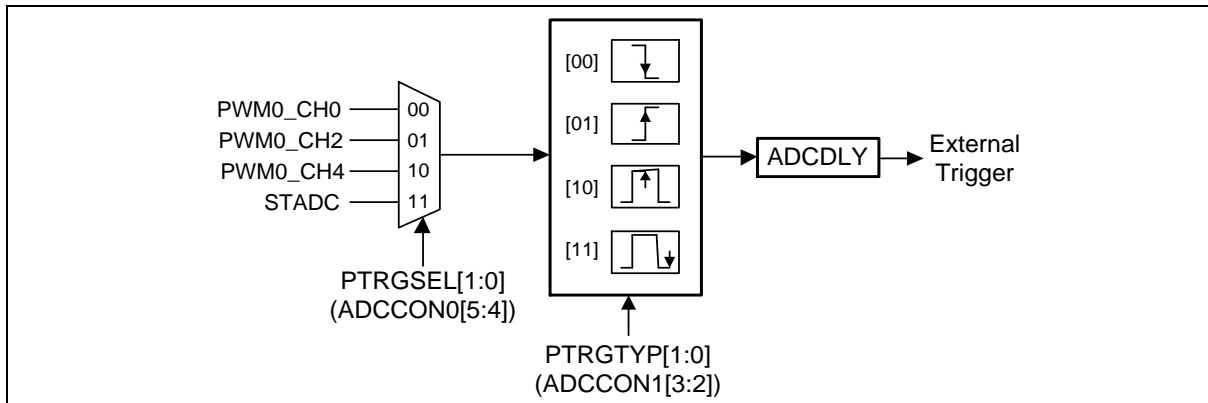 PWM0_CH0
PWM0_CH2
PWM0_CH4
STADC
00
01
10
11
PTRGSEL[1:0]
(ADCCON0[5:4])
[00]
[01]
[10]
[11]
PTRGTYP[1:0]
(ADCCON1[3:2])
ADCDLY
External
Trigger